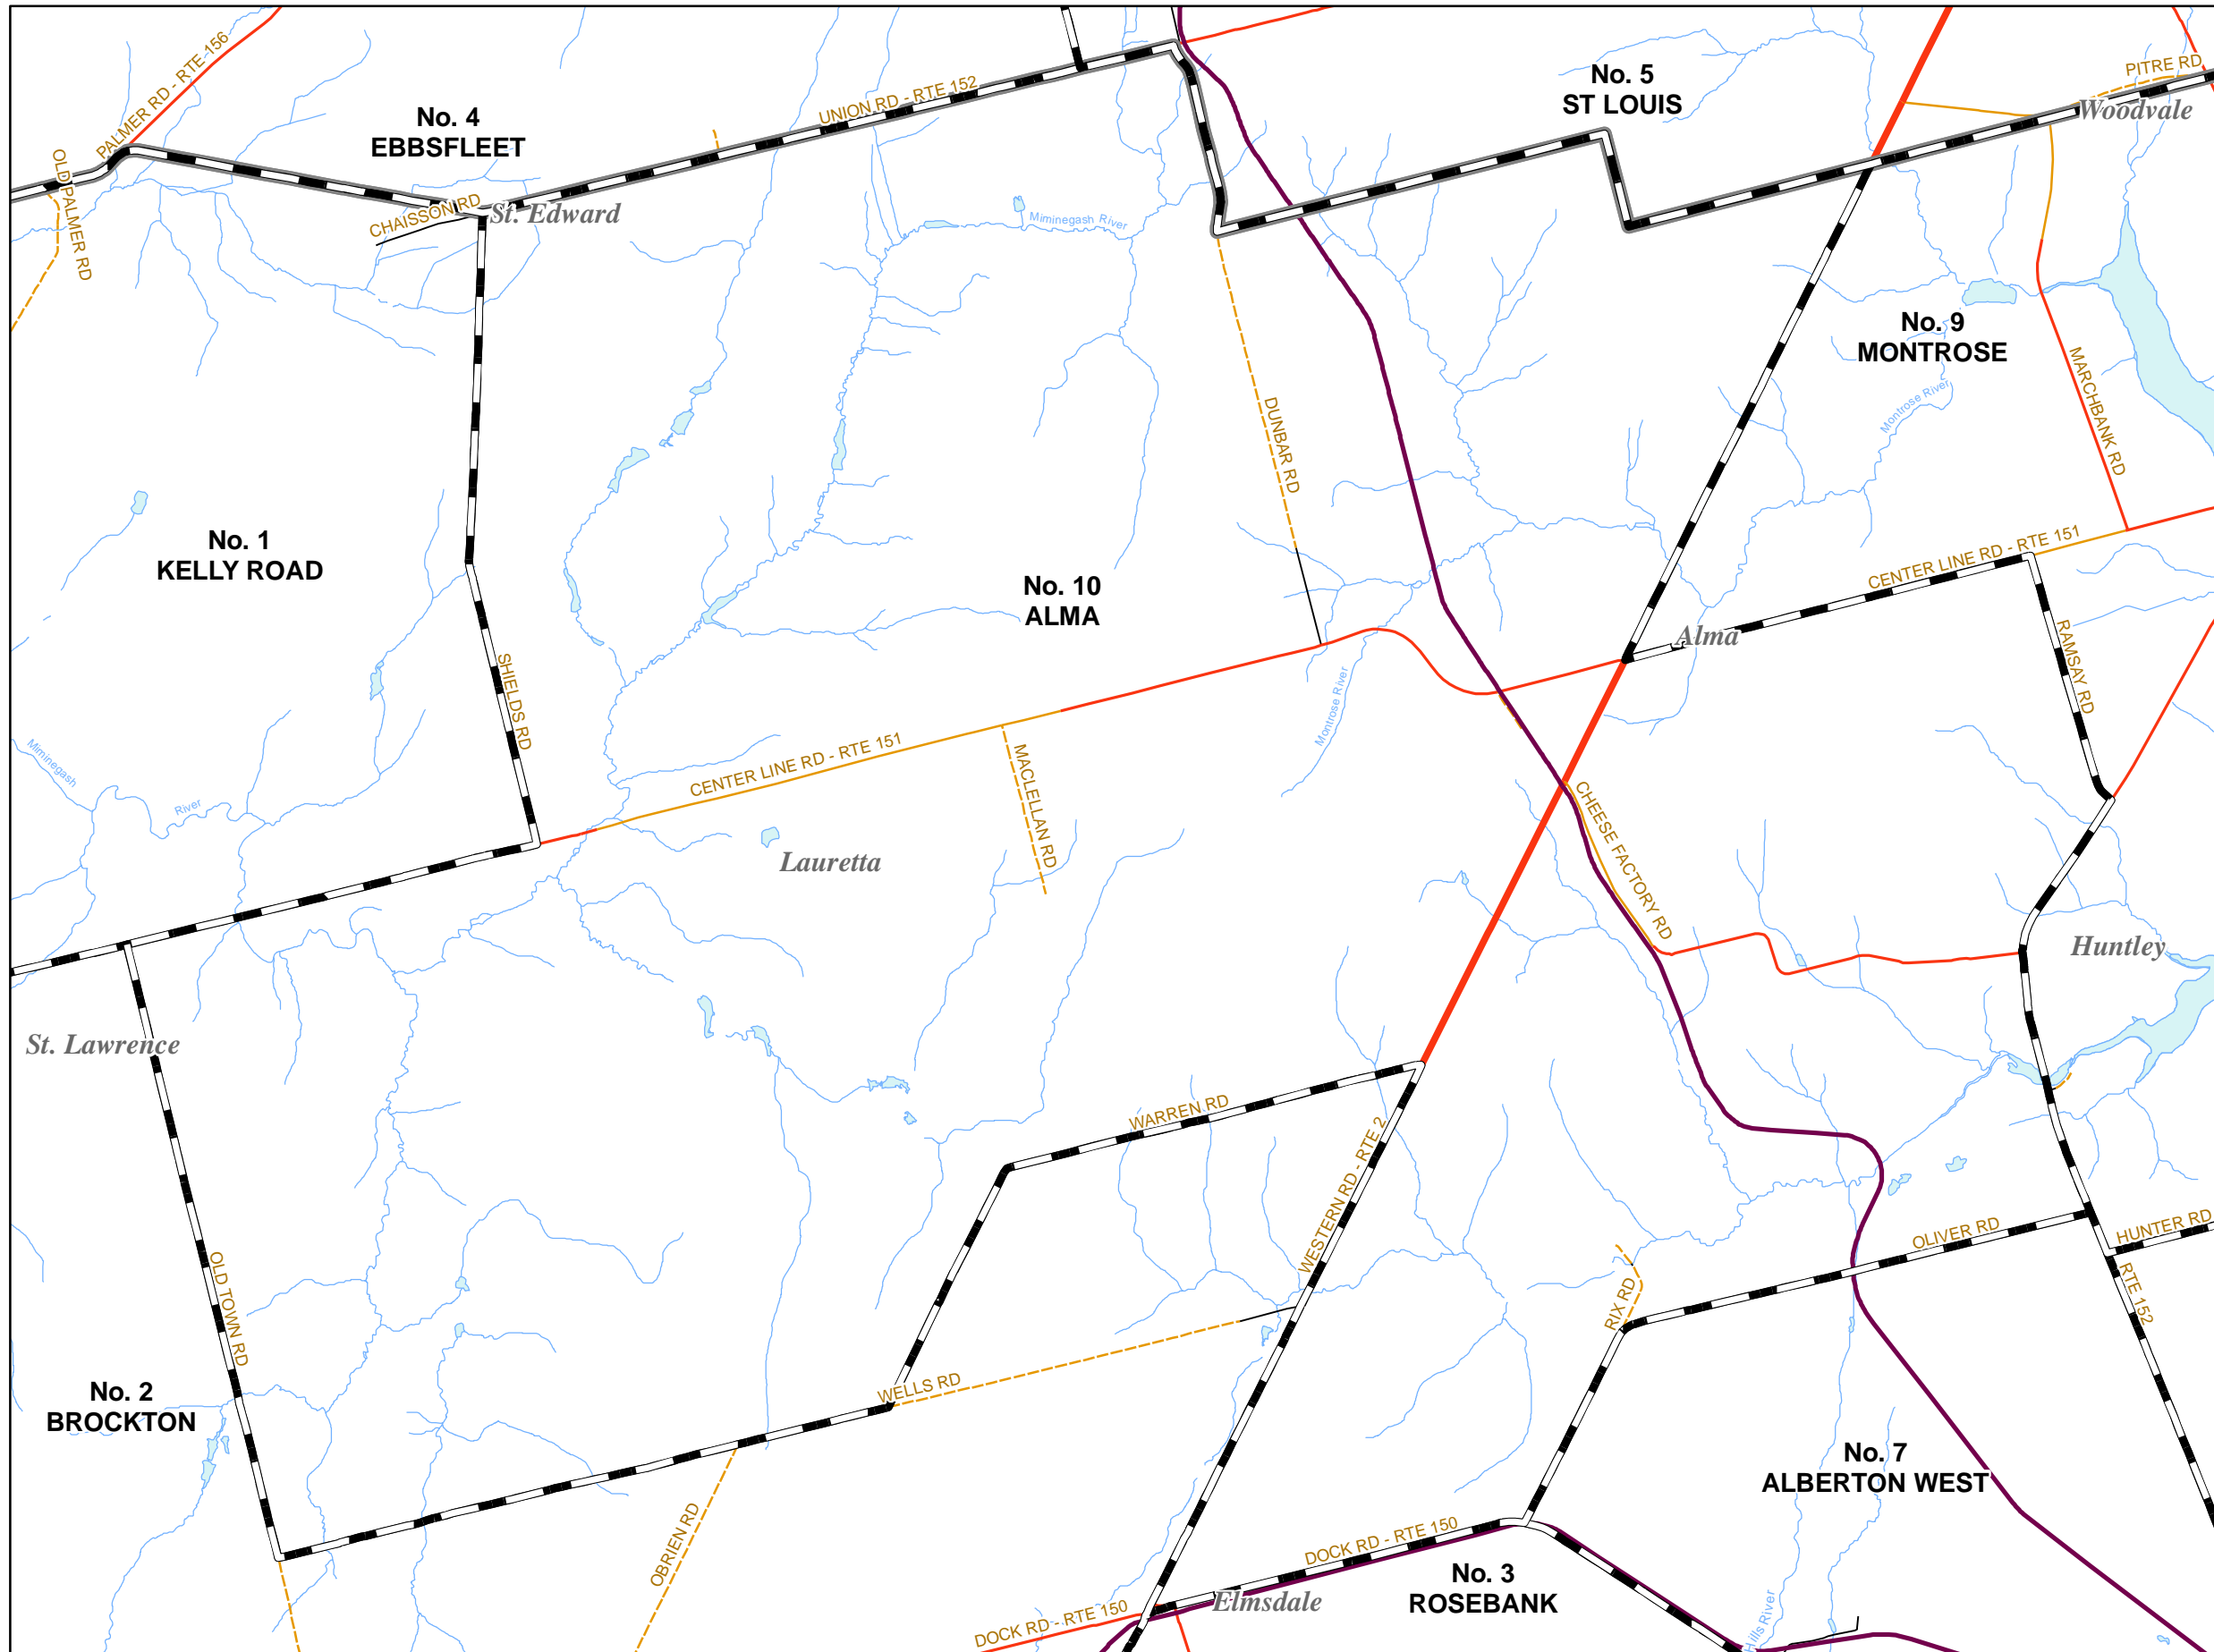 PALMER RD - RTE 156
No. 4
EBBSFLEET
UNION RD - RTE 152
No. 5
ST LOUIS
PITRE RD
Woodvale
OLD PALMER RD
CHAISSON RD
St. Edward
Miminegash River
No. 9
MONTROSE
MARCHBANK RD
Montrose River
DUNBAR RD
No. 1
KELLY ROAD
No. 10
ALMA
CENTER LINE RD - RTE 151
Alma
RAMSAY RD
SHIELDS RD
Montrose River
Miminegash
River
CENTER LINE RD - RTE 151
MACLELLAN RD
CHEESE FACTORY RD
Lauretta
Huntley
St. Lawrence
WARREN RD
WESTERN RD - RTE 2
OLD TOWN RD
OLIVER RD
HUNTER RD
RTE 152
RIX RD
WELLS RD
No. 2
BROCKTON
No. 7
ALBERTON WEST
OBRIEN RD
DOCK RD - RTE 150
No. 3
ROSEBANK
Elmsdale
DOCK RD - RTE 150
Hills River